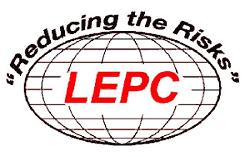 “Reducing the Risks”
LEPC